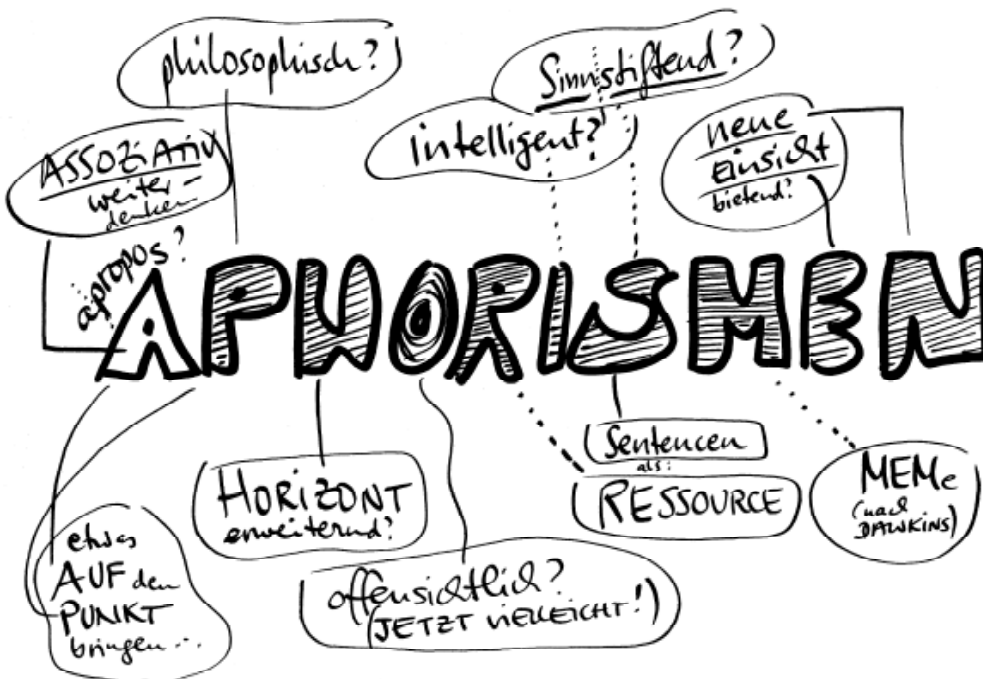 philosophisch?
Sinnstiftend?
intelligent?
neue
EINSICHT
bietend?
ASSOZIATIV
weiter-
denken...
apropos?
APHORISMEN
etwas
AUF den
PUNKT
bringen...
HORIZONT
erweiternd?
offensichtlich?
(JETZT VIELLEICHT!)
Sentencen
als:
RESSOURCE
MEMe
(nach
DAWKINS)